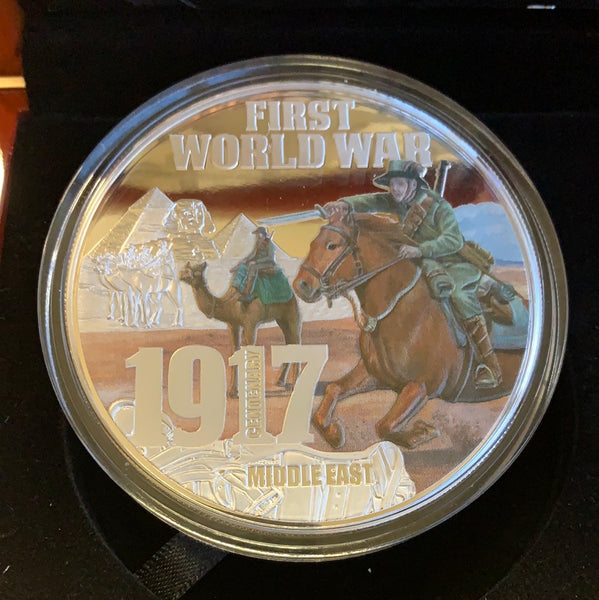 FIRST
WORLD WAR
1917
CENTENARY
MIDDLE EAST